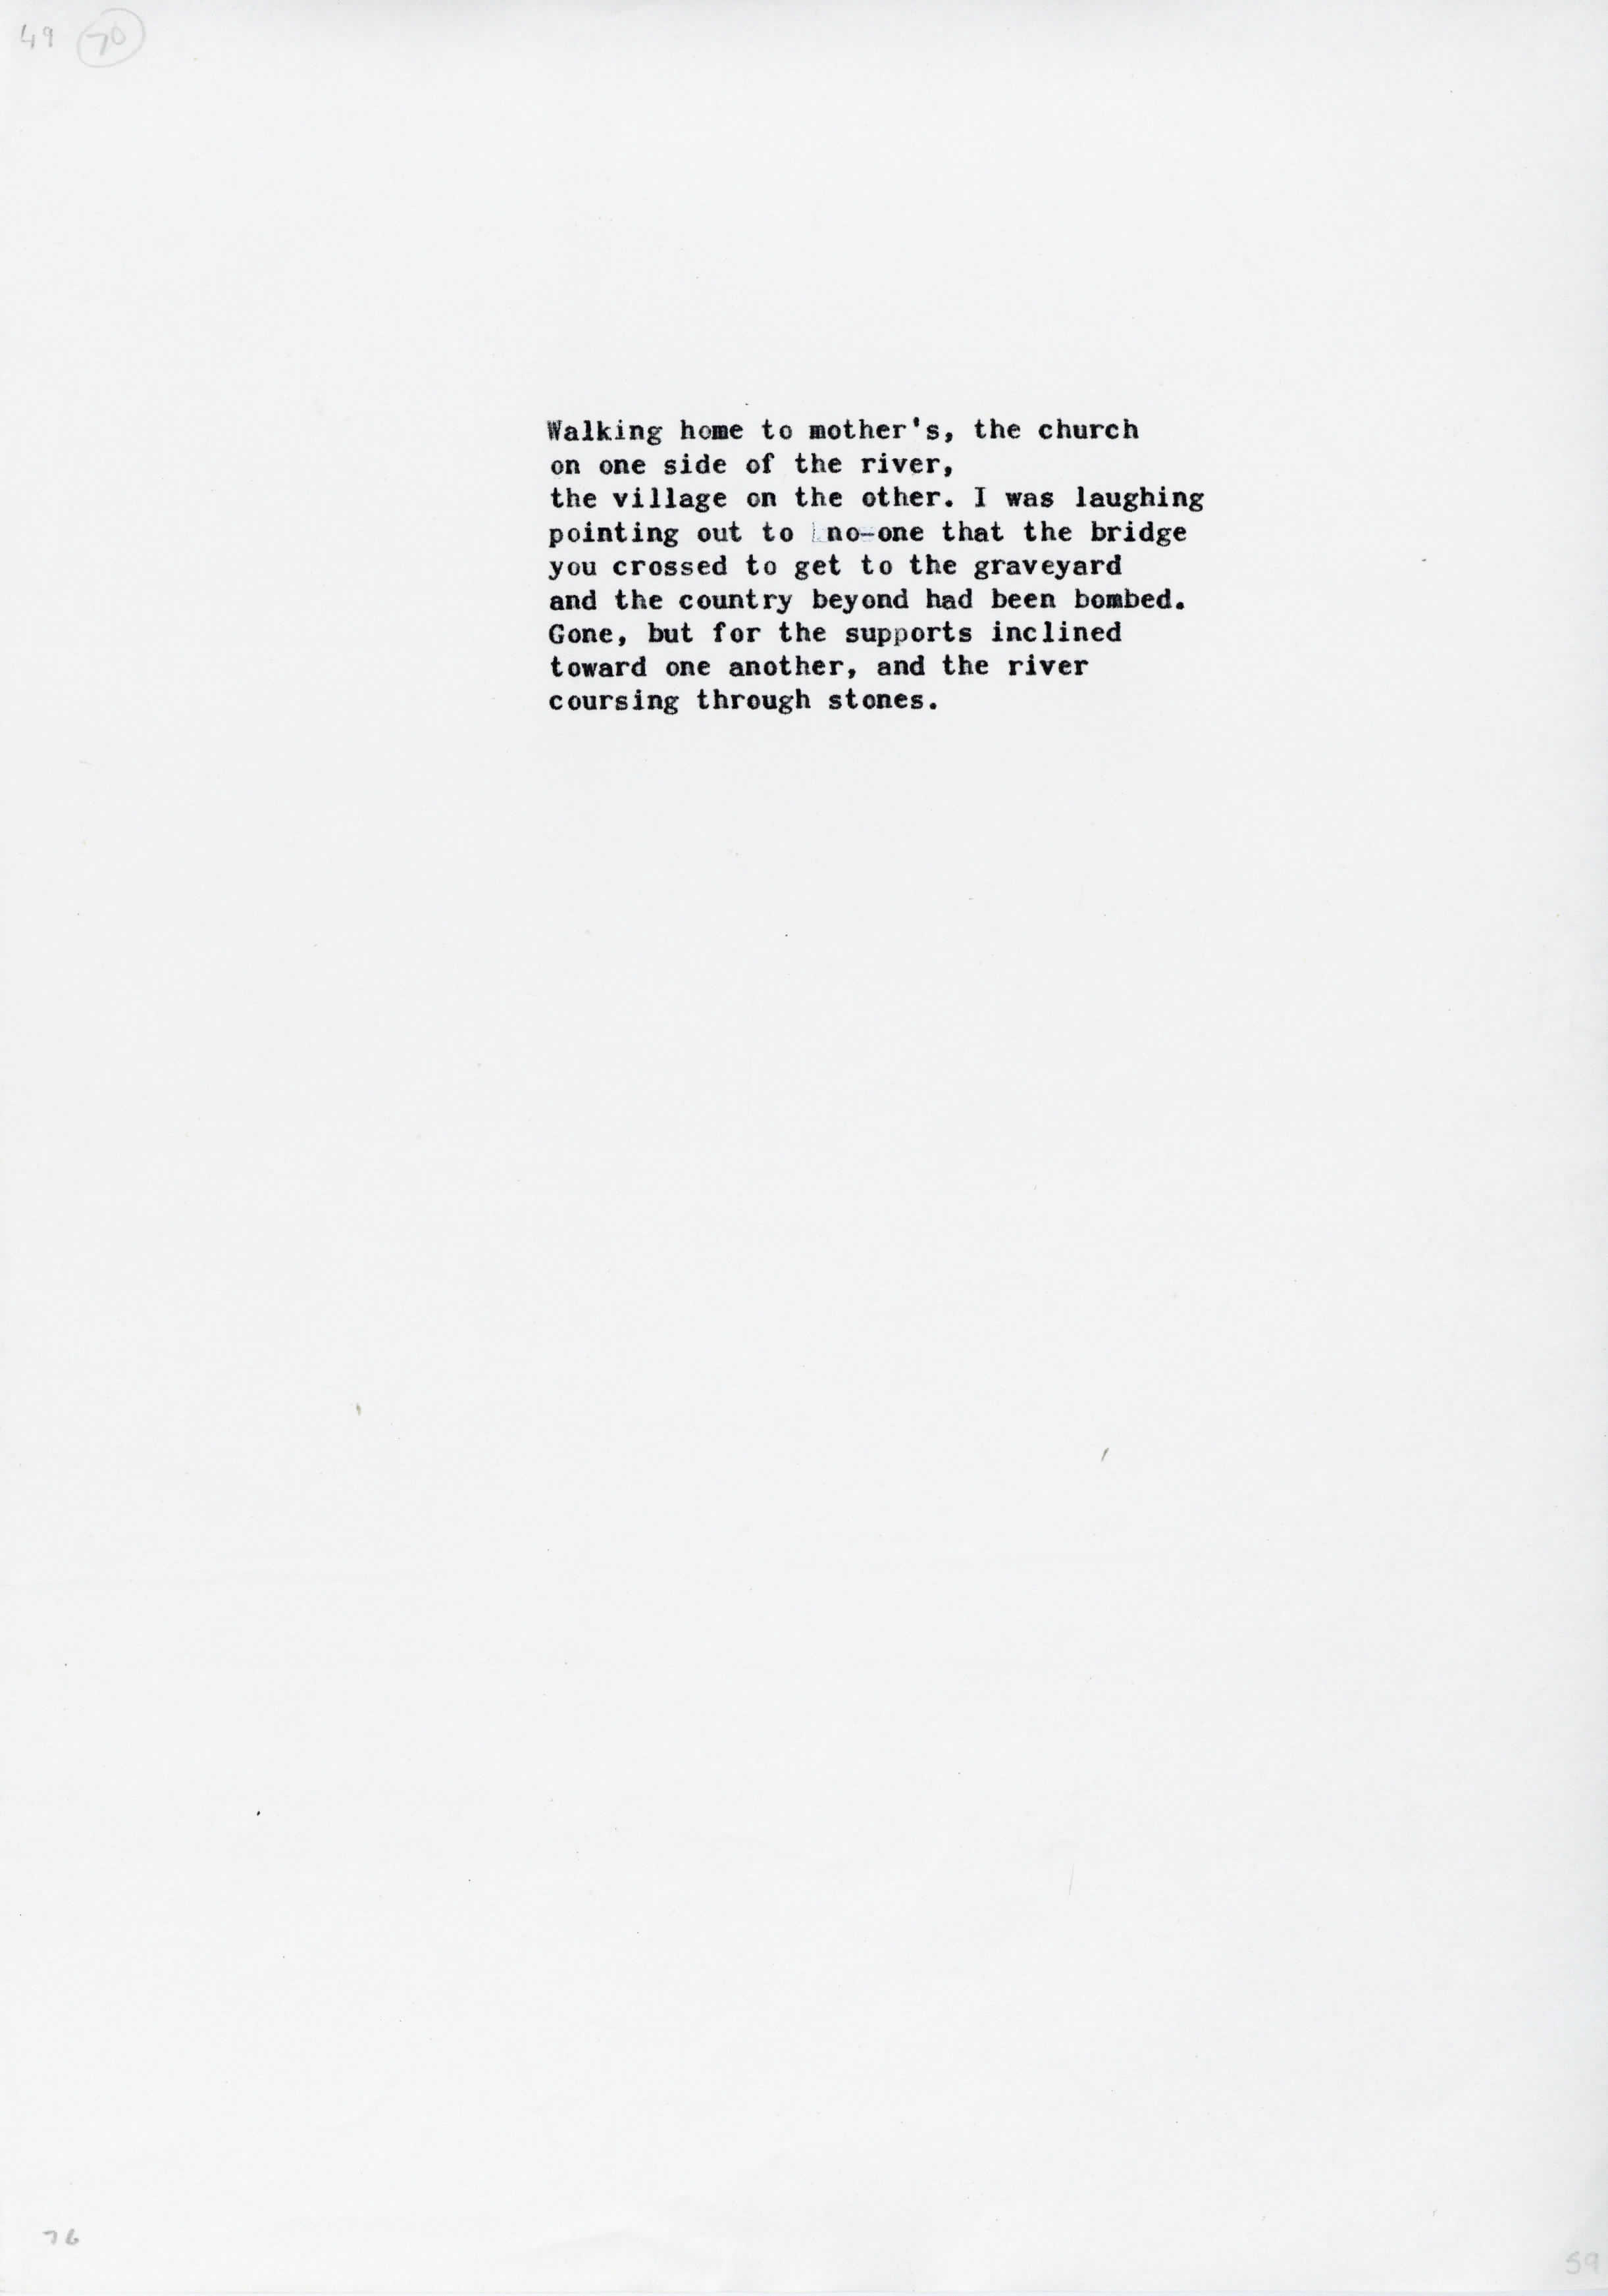 49 70
Walking home to mother's, the church
on one side of the river,
the village on the other. I was laughing
pointing out to no-one that the bridge
you crossed to get to the graveyard
and the country beyond had been bombed.
Gone, but for the supports inclined
toward one another, and the river
coursing through stones.
76
59